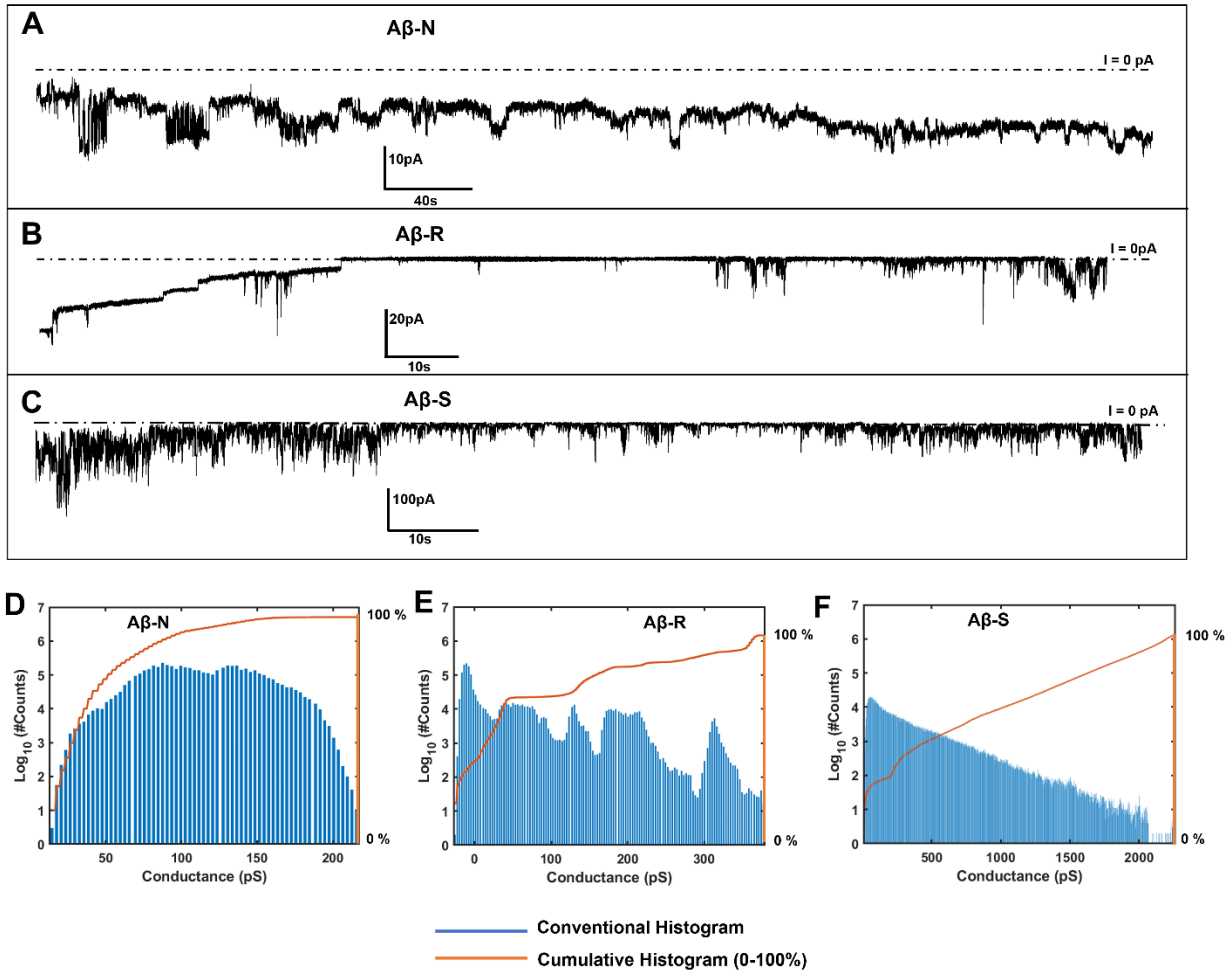 A
Aβ-N
I = 0 pA
10pA
40s
B
Aβ-R
I = 0pA
20pA
10s
C
Aβ-S
I = 0 pA
100pA
10s
D
Aβ-N
7
6
5
4
3
2
1
0
Log10 (#Counts)
100 %
0 %
50
100
150
200
Conductance (pS)
E
Aβ-R
7
6
5
4
3
2
1
0
Log10 (#Counts)
100 %
0 %
0
100
200
300
Conductance (pS)
F
Aβ-S
7
6
5
4
3
2
1
0
Log10 (#Counts)
100 %
0 %
500
1000
1500
2000
Conductance (pS)
Conventional Histogram
Cumulative Histogram (0-100%)